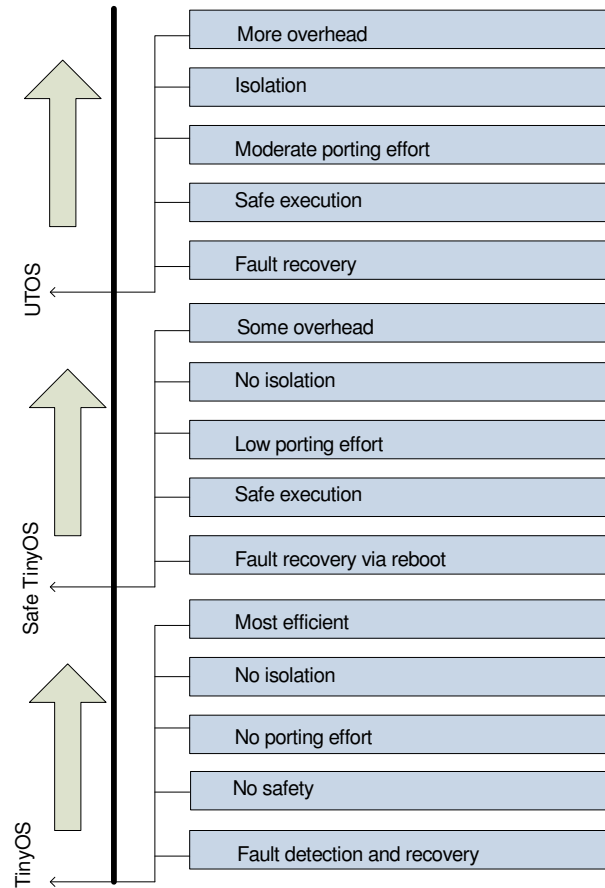 More overhead
Isolation
Moderate porting effort
Safe execution
Fault recovery
UTOS
Some overhead
No isolation
Low porting effort
Safe execution
Fault recovery via reboot
Safe TinyOS
Most efficient
No isolation
No porting effort
No safety
Fault detection and recovery
TinyOS